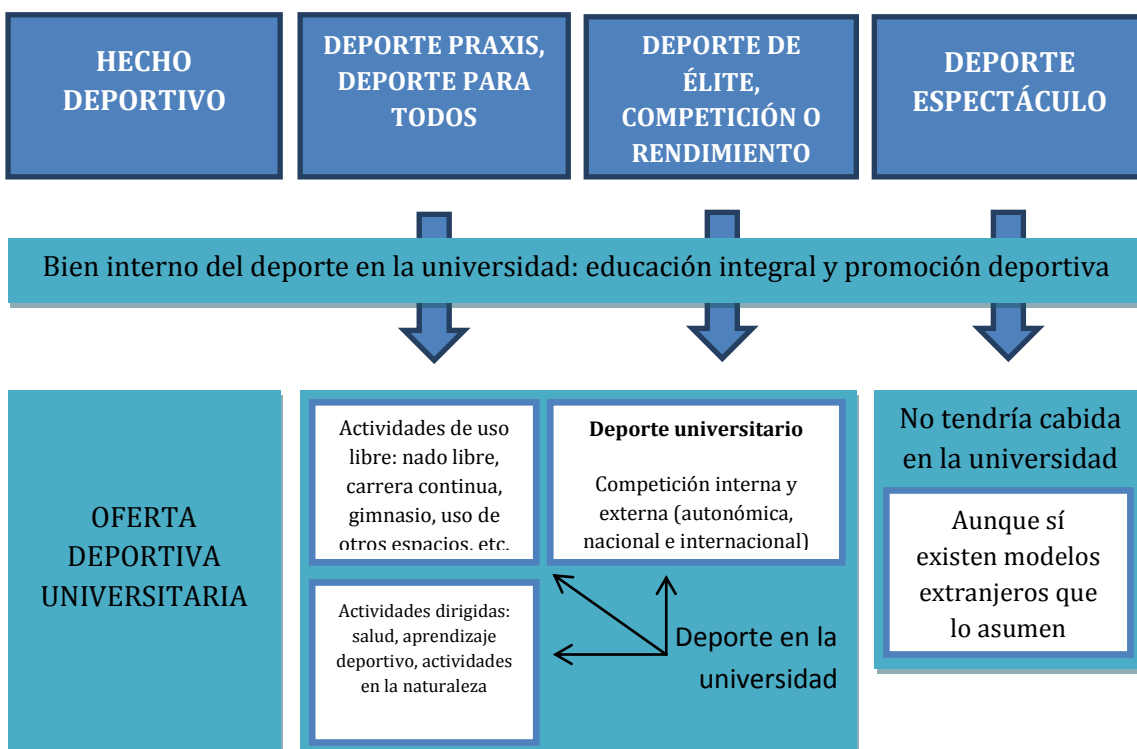 HECHO
DEPORTIVO
DEPORTE PRAXIS,
DEPORTE PARA
TODOS
DEPORTE DE
ÉLITE,
COMPETICIÓN O
RENDIMIENTO
DEPORTE
ESPECTÁCULO
Bien interno del deporte en la universidad: educación integral y promoción deportiva
OFERTA
DEPORTIVA
UNIVERSITARIA
Actividades de uso
libre: nado libre,
carrera continua,
gimnasio, uso de
otros espacios, etc.
Deporte universitario
Competición interna y
externa (autonómica,
nacional e internacional)
Actividades dirigidas:
salud, aprendizaje
deportivo, actividades
en la naturaleza
Deporte en la
universidad
No tendría cabida
en la universidad
Aunque sí
existen modelos
extranjeros que
lo asumen